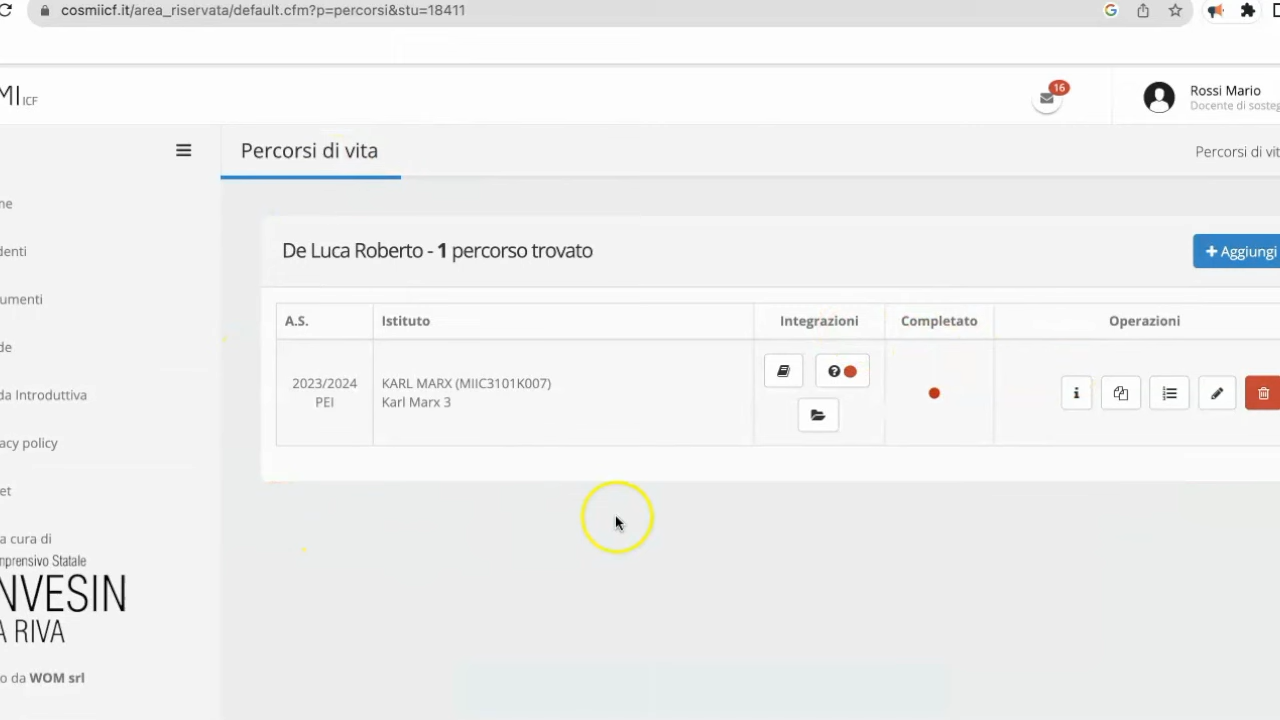 cosmiicf.it/area_riservata/default.cfm?p=percorsi&stu=18411
MI ICF
16
Rossi Mario
Docente di sosteg
Percorsi di vita
Percorsi di vit
ne
denti
umenti
de
da Introduttiva
acy policy
et
a cura di
mprensivo Statale
NVESIN
A RIVA
o da WOM srl
De Luca Roberto - 1 percorso trovato
+ Aggiungi
A.S. Istituto Integrazioni Completato Operazioni
2023/2024
PEI
KARL MARX (MIIC3101K007)
Karl Marx 3